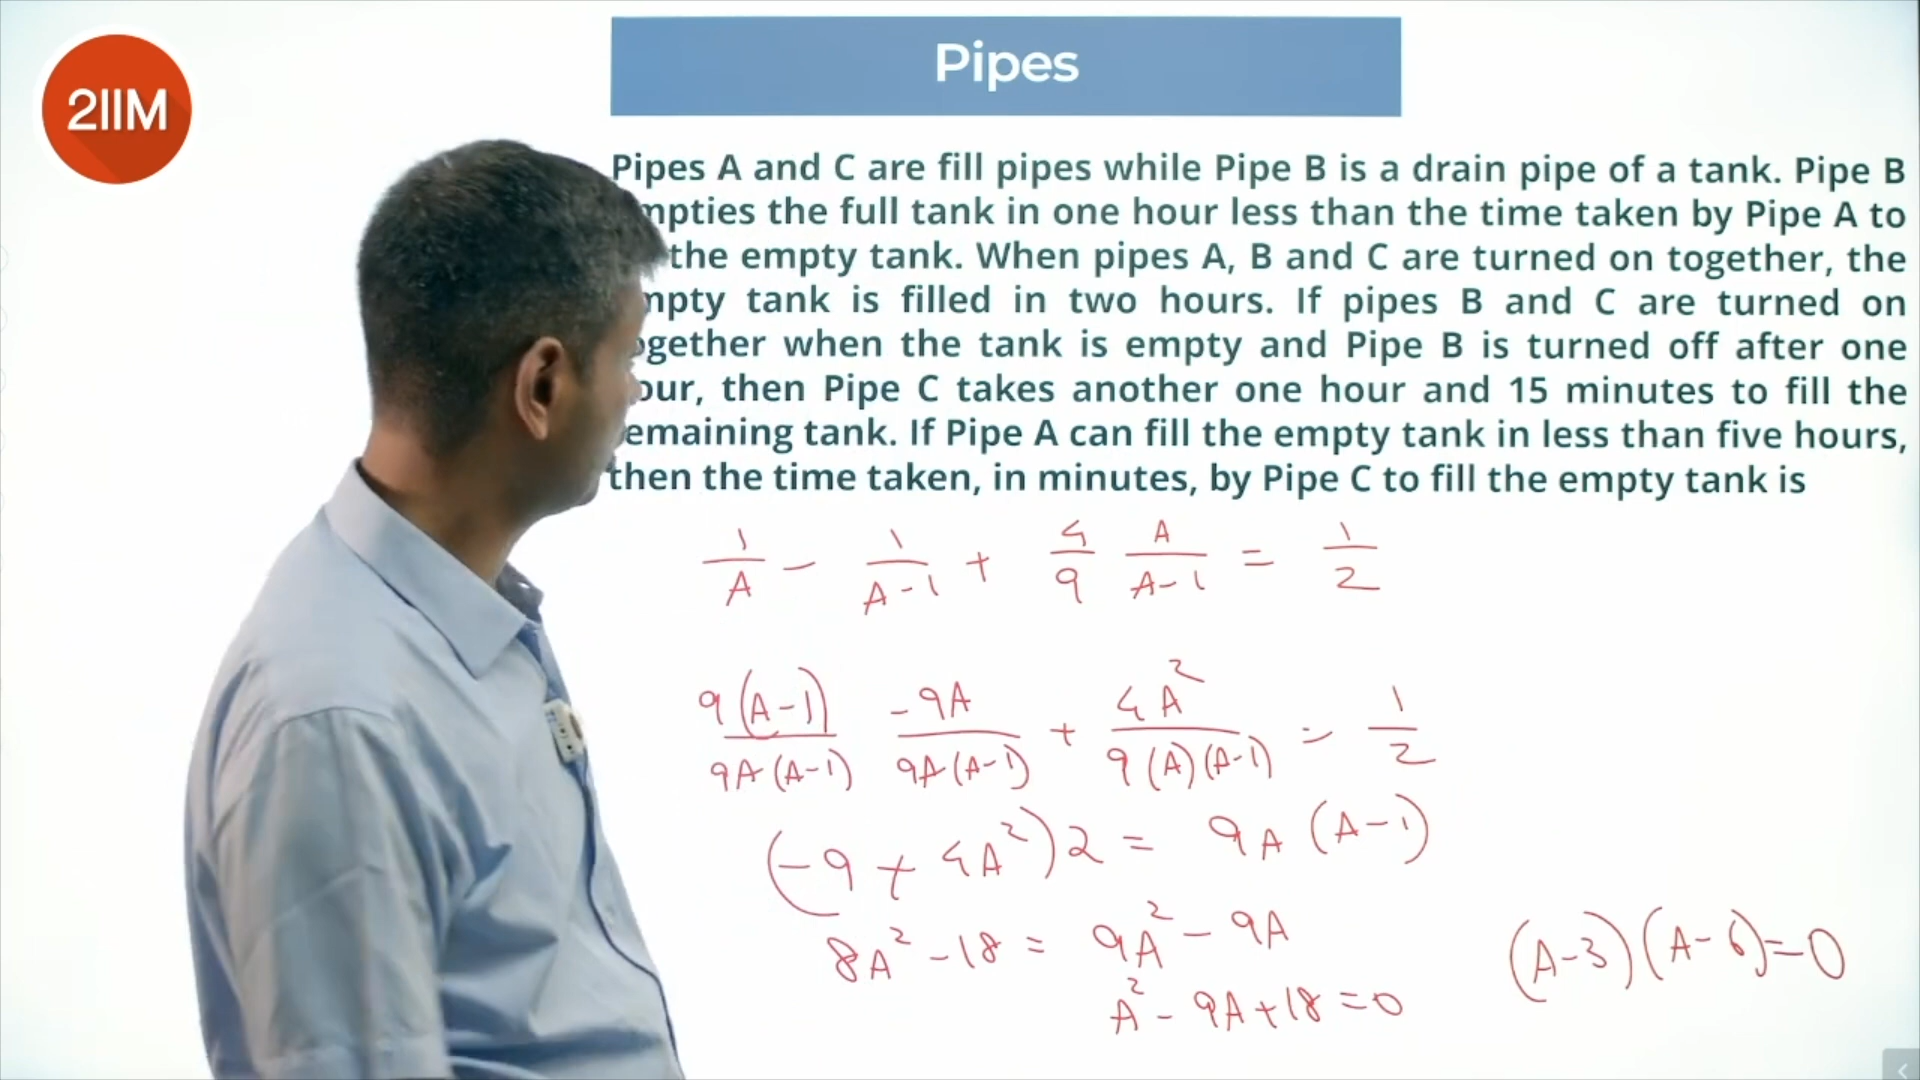 2IIM
Pipes
Pipes A and C are fill pipes while Pipe B is a drain pipe of a tank. Pipe B
mpties the full tank in one hour less than the time taken by Pipe A to
the empty tank. When pipes A, B and C are turned on together, the
mpty tank is filled in two hours. If pipes B and C are turned on
ogether when the tank is empty and Pipe B is turned off after one
our, then Pipe C takes another one hour and 15 minutes to fill the
emaining tank. If Pipe A can fill the empty tank in less than five hours,
then the time taken, in minutes, by Pipe C to fill the empty tank is
1/A - 1/(A-1) + 4/9 A/(A-1) = 1/2
9(A-1)/9A(A-1) -9A/9A(A-1) + 4A²/9(A)(A-1) = 1/2
(-9 + 4A²)2 = 9A(A-1)
8A² - 18 = 9A² - 9A
(A-3)(A-6)=0
A² - 9A + 18 = 0